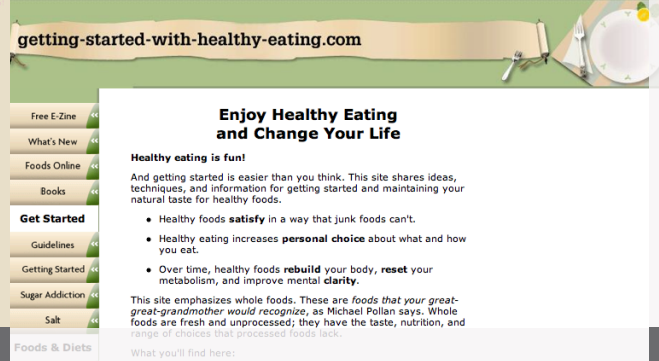 getting-started-with-healthy-eating.com
Free E-Zine
What's New
Foods Online
Books
Get Started
Guidelines
Getting Started
Sugar Addiction
Salt
Foods & Diets
Enjoy Healthy Eating
and Change Your Life
Healthy eating is fun!
And getting started is easier than you think. This site shares ideas,
techniques, and information for getting started and maintaining your
natural taste for healthy foods.
• Healthy foods satisfy in a way that junk foods can't.
• Healthy eating increases personal choice about what and how
you eat.
• Over time, healthy foods rebuild your body, reset your
metabolism, and improve mental clarity.
This site emphasizes whole foods. These are foods that your great-
great-grandmother would recognize, as Michael Pollan says. Whole
foods are fresh and unprocessed; they have the taste, nutrition, and
range of choices that processed foods lack.
What you'll find here: